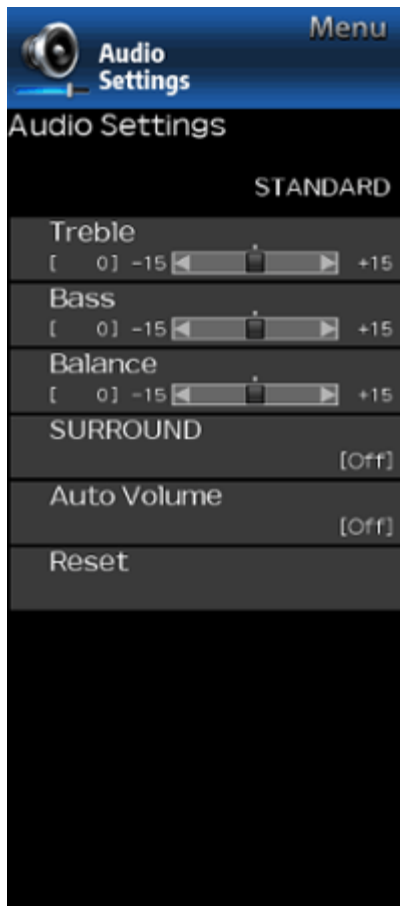 Menu
Audio
Settings
Audio Settings
STANDARD
Treble
[ 0] -15 +15
Bass
[ 0] -15 +15
Balance
[ 0] -15 +15
SURROUND
[Off]
Auto Volume
[Off]
Reset